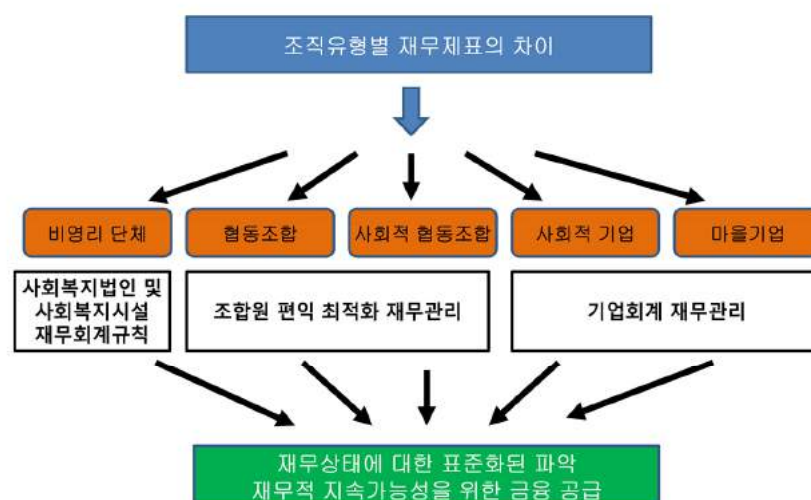 조직유형별 재무제표의 차이
비영리 단체
협동조합
사회적 협동조합
사회적 기업
마을기업
사회복지법인 및
사회복지시설
재무회계규칙
조합원 편익 최적화 재무관리
기업회계 재무관리
재무상태에 대한 표준화된 파악
재무적 지속가능성을 위한 금융 공급